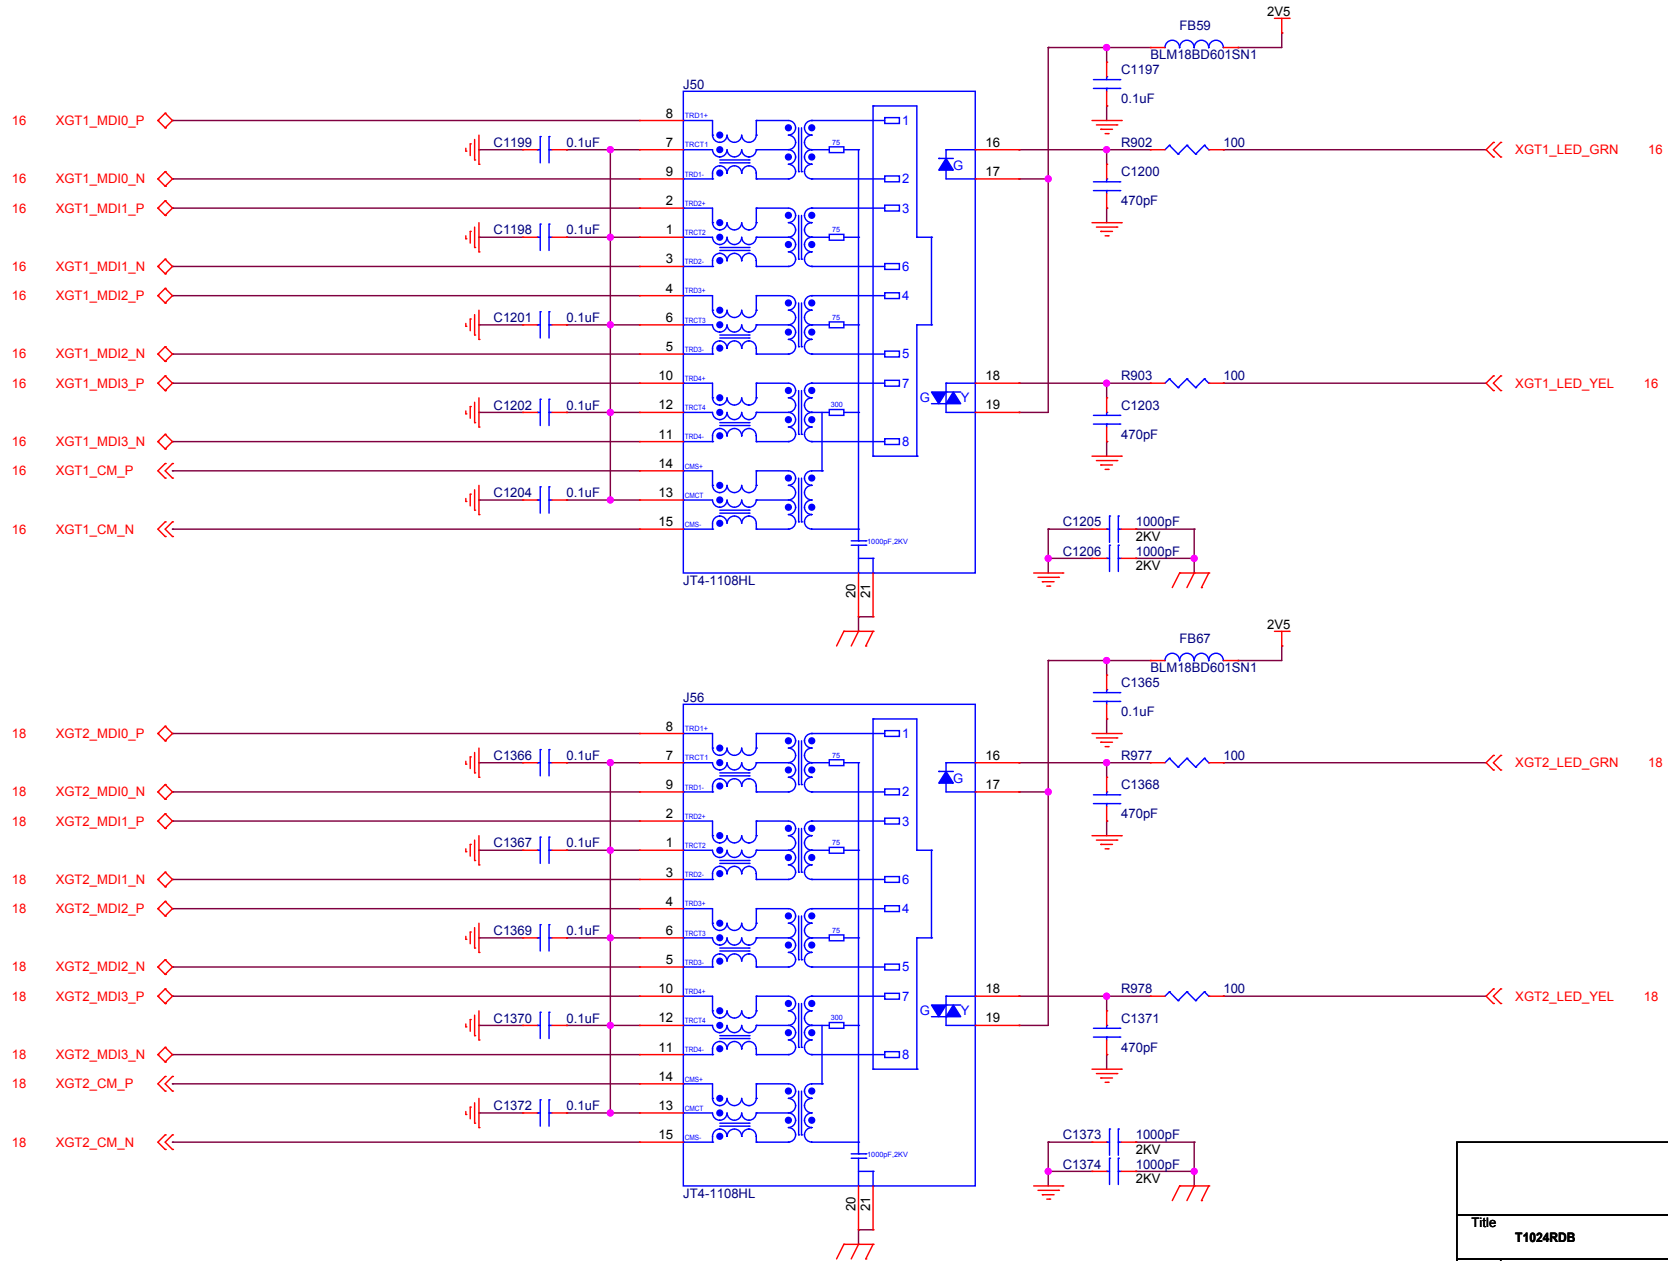 2V5
FB59
BLM18BD601SN1
C1197
0.1uF
J50
16 XGT1_MDI0_P 8 TRD1+ 1
C1199 0.1uF 7 TRCT1 75 16 R902 100 XGT1_LED_GRN 16
G
C1200
16 XGT1_MDI0_N 9 TRD1- 2 17
470pF
16 XGT1_MDI1_P 2 TRD2+ 3
C1198 0.1uF 1 TRCT2 75
16 XGT1_MDI1_N 3 TRD2- 6
16 XGT1_MDI2_P 4 TRD3+ 4
C1201 0.1uF 6 TRCT3 75
16 XGT1_MDI2_N 5 TRD3- 5
16 XGT1_MDI3_P 10 TRD4+ 7 18 R903 100 XGT1_LED_YEL 16
G Y
C1203
C1202 0.1uF 12 TRCT4 300 19
470pF
16 XGT1_MDI3_N 11 TRD4- 8
16 XGT1_CM_P 14 CMS+
C1204 0.1uF 13 CMCT
16 XGT1_CM_N 15 CMS-
C1205 1000pF
2KV
1000pF,2KV
C1206 1000pF
2KV
JT4-1108HL
20 21
2V5
FB67
BLM18BD601SN1
C1365
0.1uF
J56
18 XGT2_MDI0_P 8 TRD1+ 1
C1366 0.1uF 7 TRCT1 75 16 R977 100 XGT2_LED_GRN 18
G
C1368
18 XGT2_MDI0_N 9 TRD1- 2 17
470pF
18 XGT2_MDI1_P 2 TRD2+ 3
C1367 0.1uF 1 TRCT2 75
18 XGT2_MDI1_N 3 TRD2- 6
18 XGT2_MDI2_P 4 TRD3+ 4
C1369 0.1uF 6 TRCT3 75
18 XGT2_MDI2_N 5 TRD3- 5
18 XGT2_MDI3_P 10 TRD4+ 7 18 R978 100 XGT2_LED_YEL 18
G Y
C1371
C1370 0.1uF 12 TRCT4 300 19
470pF
18 XGT2_MDI3_N 11 TRD4- 8
18 XGT2_CM_P 14 CMS+
C1372 0.1uF 13 CMCT
18 XGT2_CM_N 15 CMS-
C1373 1000pF
2KV
1000pF,2KV
C1374 1000pF
2KV
JT4-1108HL
20 21
Title
T1024RDB